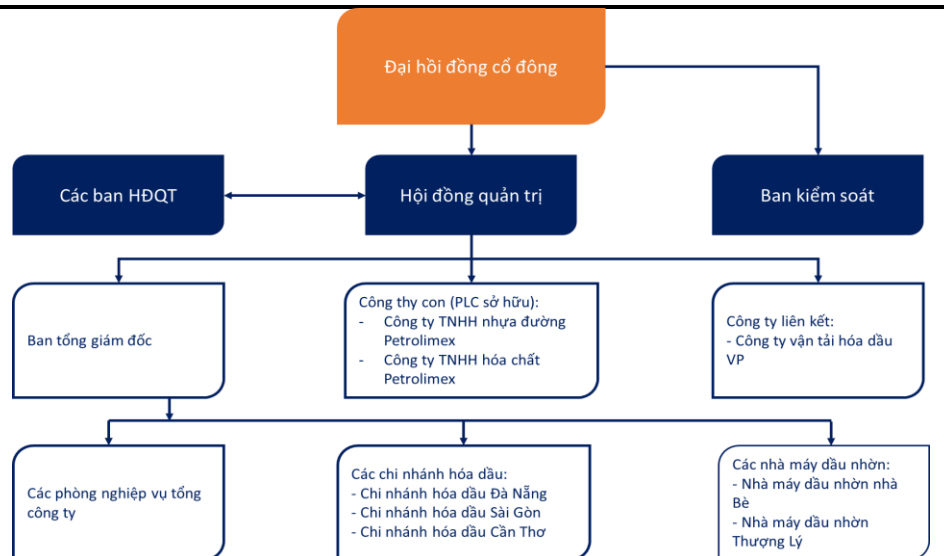 Đại hồi đồng cổ đông
Các ban HĐQT
Hội đồng quản trị
Ban kiểm soát
Ban tổng giám đốc
Công thy con (PLC sở hữu):
- Công ty TNHH nhựa đường
Petrolimex
- Công ty TNHH hóa chất
Petrolimex
Công ty liên kết:
- Công ty vận tải hóa dầu
VP
Các phòng nghiệp vụ tổng
công ty
Các chi nhánh hóa dầu:
- Chi nhánh hóa dầu Đà Nẵng
- Chi nhánh hóa dầu Sài Gòn
- Chi nhánh hóa dầu Cần Thơ
Các nhà máy dầu nhờn:
- Nhà máy dầu nhờn nhà
Bè
- Nhà máy dầu nhờn
Thượng Lý